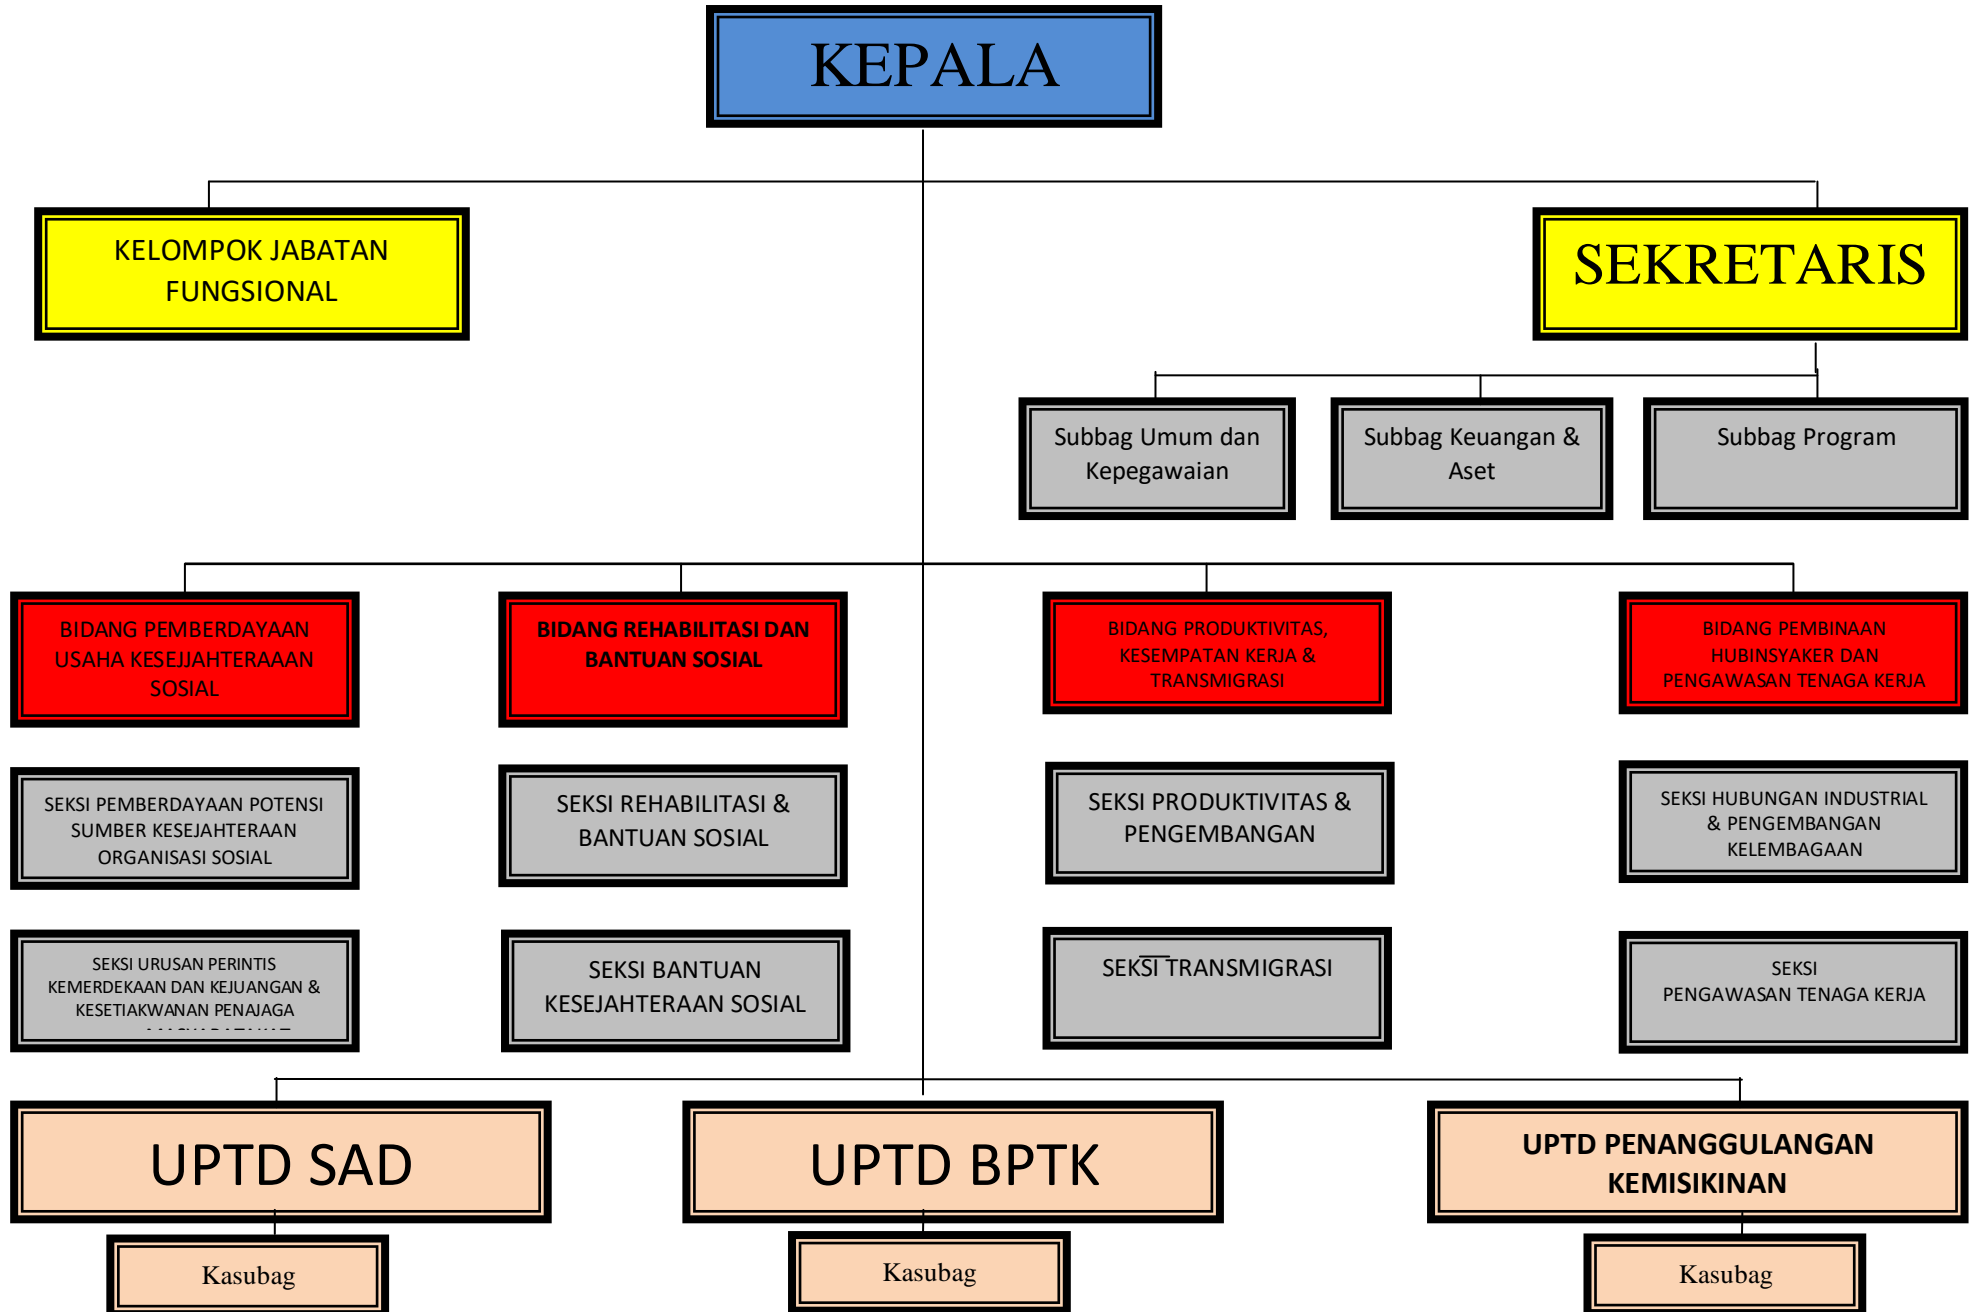 KEPALA
KELOMPOK JABATAN
FUNGSIONAL
SEKRETARIS
Subbag Umum dan
Kepegawaian
Subbag Keuangan &
Aset
Subbag Program
BIDANG PEMBERDAYAAN
USAHA KESEJJAHTERAAAN
SOSIAL
BIDANG REHABILITASI DAN
BANTUAN SOSIAL
BIDANG PRODUKTIVITAS,
KESEMPATAN KERJA &
TRANSMIGRASI
BIDANG PEMBINAAN
HUBINSYAKER DAN
PENGAWASAN TENAGA KERJA
SEKSI PEMBERDAYAAN POTENSI
SUMBER KESEJAHTERAAN
ORGANISASI SOSIAL
SEKSI REHABILITASI &
BANTUAN SOSIAL
SEKSI PRODUKTIVITAS &
PENGEMBANGAN
SEKSI HUBUNGAN INDUSTRIAL
& PENGEMBANGAN
KELEMBAGAAN
SEKSI URUSAN PERINTIS
KEMERDEKAAN DAN KEJUANGAN &
KESETIAKWANAN PENAJAGA
SEKSI BANTUAN
KESEJAHTERAAN SOSIAL
SEKSI TRANSMIGRASI
SEKSI
PENGAWASAN TENAGA KERJA
UPTD SAD
UPTD BPTK
UPTD PENANGGULANGAN
KEMISIKINAN
Kasubag
Kasubag
Kasubag